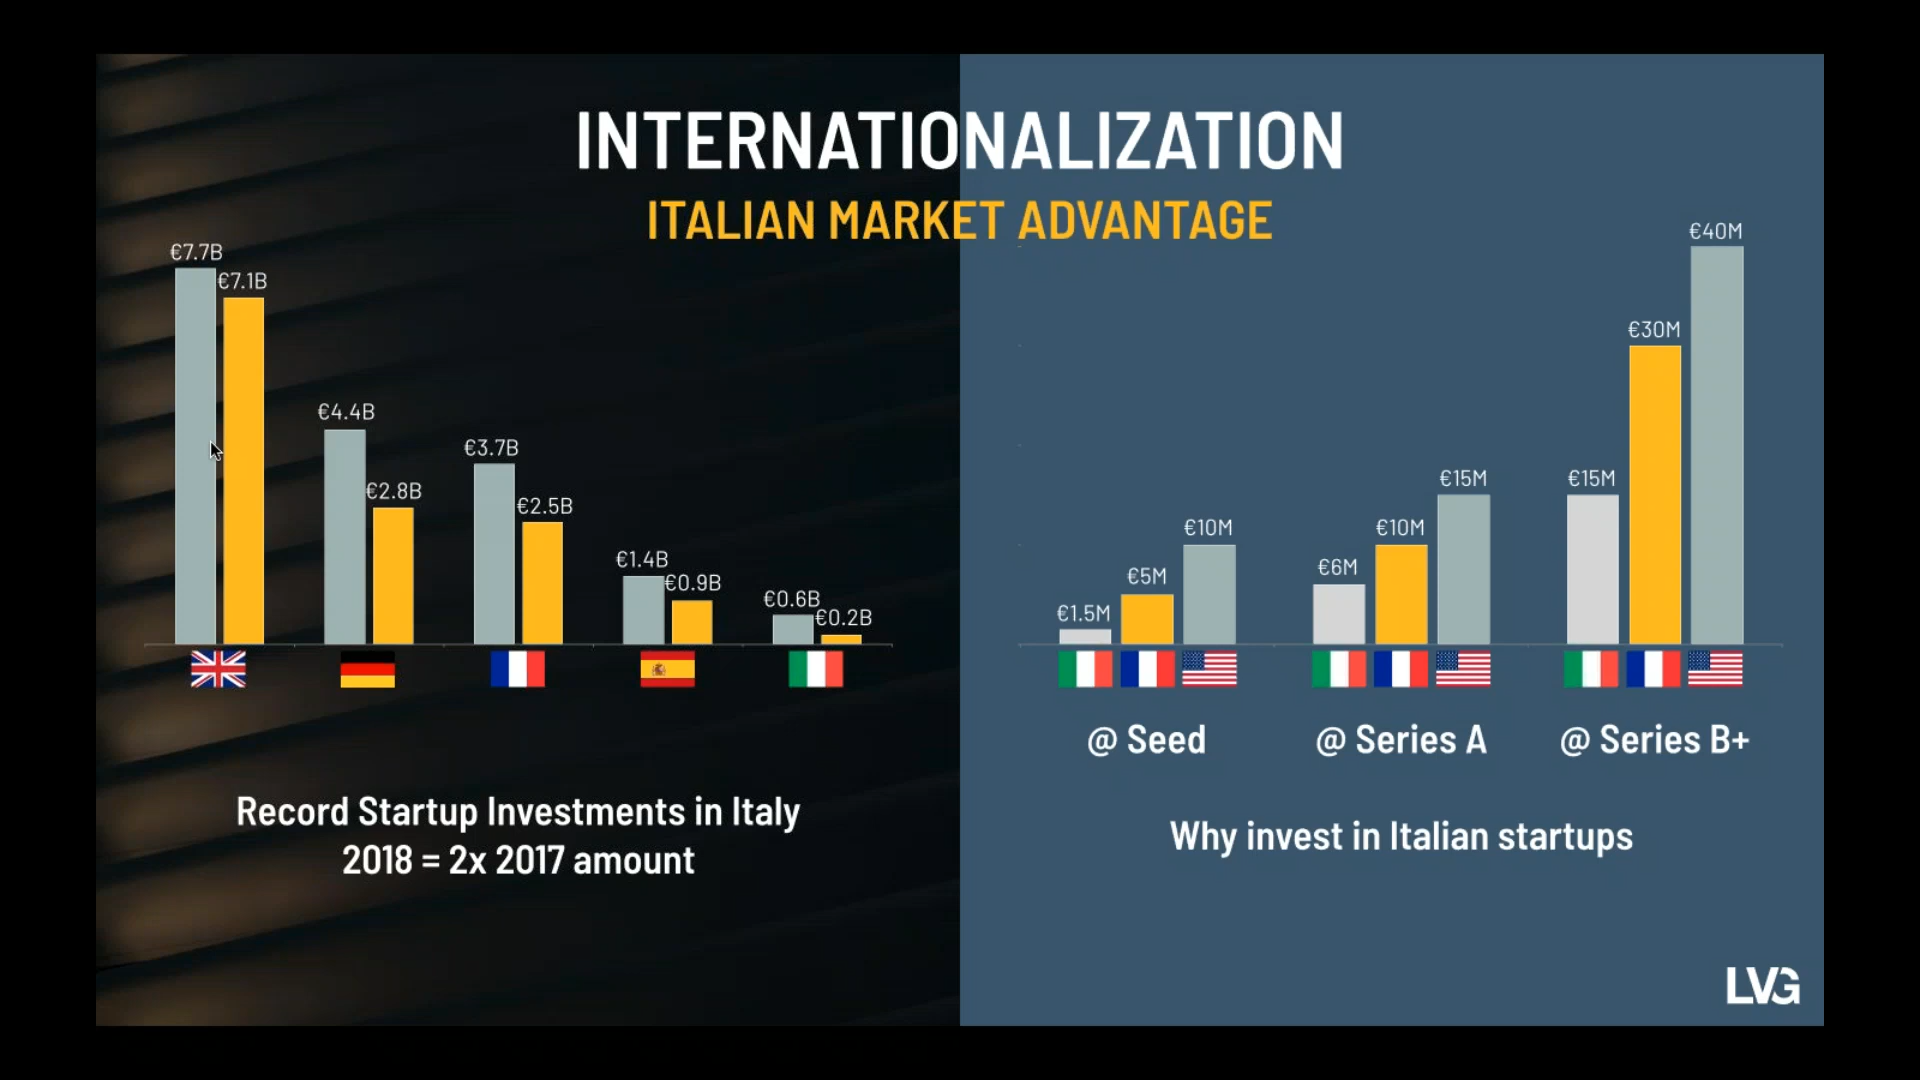 INTERNATIONALIZATION
ITALIAN MARKET ADVANTAGE
€7.7B
€7.1B
€4.4B
€2.8B
€3.7B
€2.5B
€1.4B
€0.9B
€0.6B
€0.2B
Record Startup Investments in Italy
2018 = 2x 2017 amount
€1.5M
€5M
€10M
€6M
€10M
€15M
€15M
€30M
€40M
@ Seed
@ Series A
@ Series B+
Why invest in Italian startups
LVG